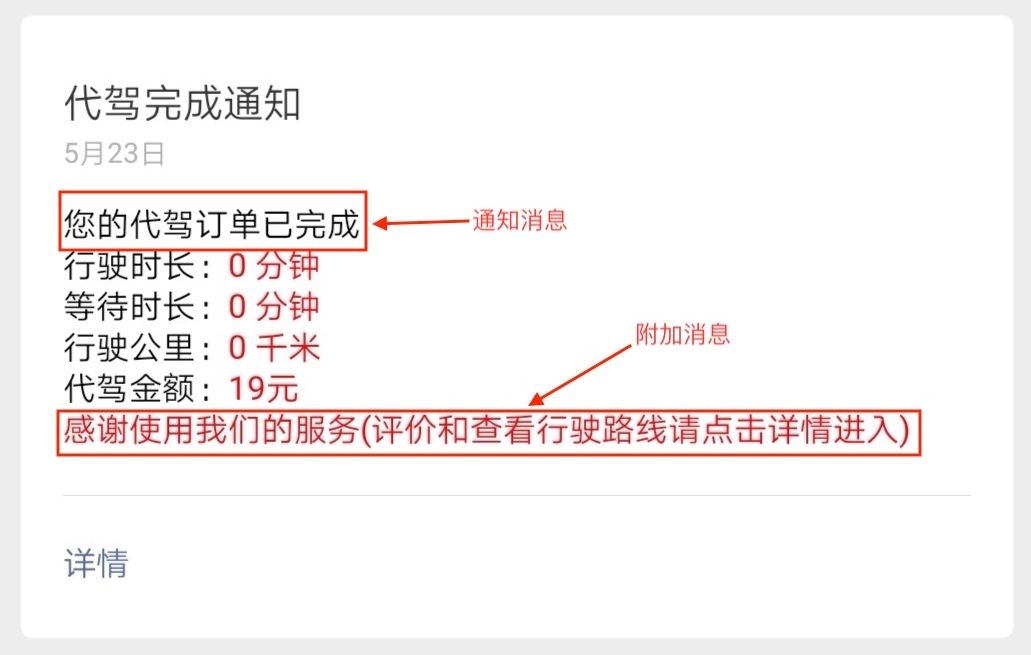 代驾完成通知
5月23日
您的代驾订单已完成
通知消息
行驶时长：0 分钟
等待时长：0 分钟
行驶公里：0 千米
附加消息
代驾金额：19元
感谢使用我们的服务(评价和查看行驶路线请点击详情进入)
详情